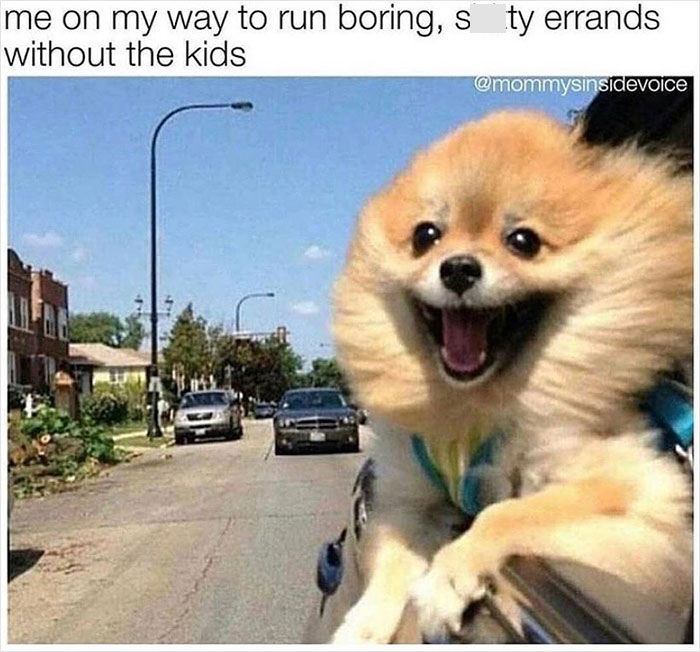 me on my way to run boring, s ty errands
without the kids
@mommysinsidevoice